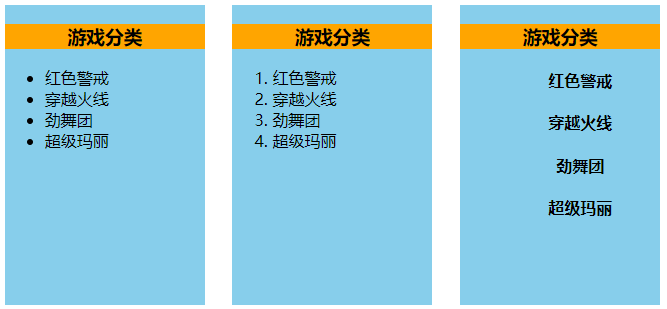 游戏分类
• 红色警戒
• 穿越火线
• 劲舞团
• 超级玛丽
游戏分类
1. 红色警戒
2. 穿越火线
3. 劲舞团
4. 超级玛丽
游戏分类
红色警戒
穿越火线
劲舞团
超级玛丽